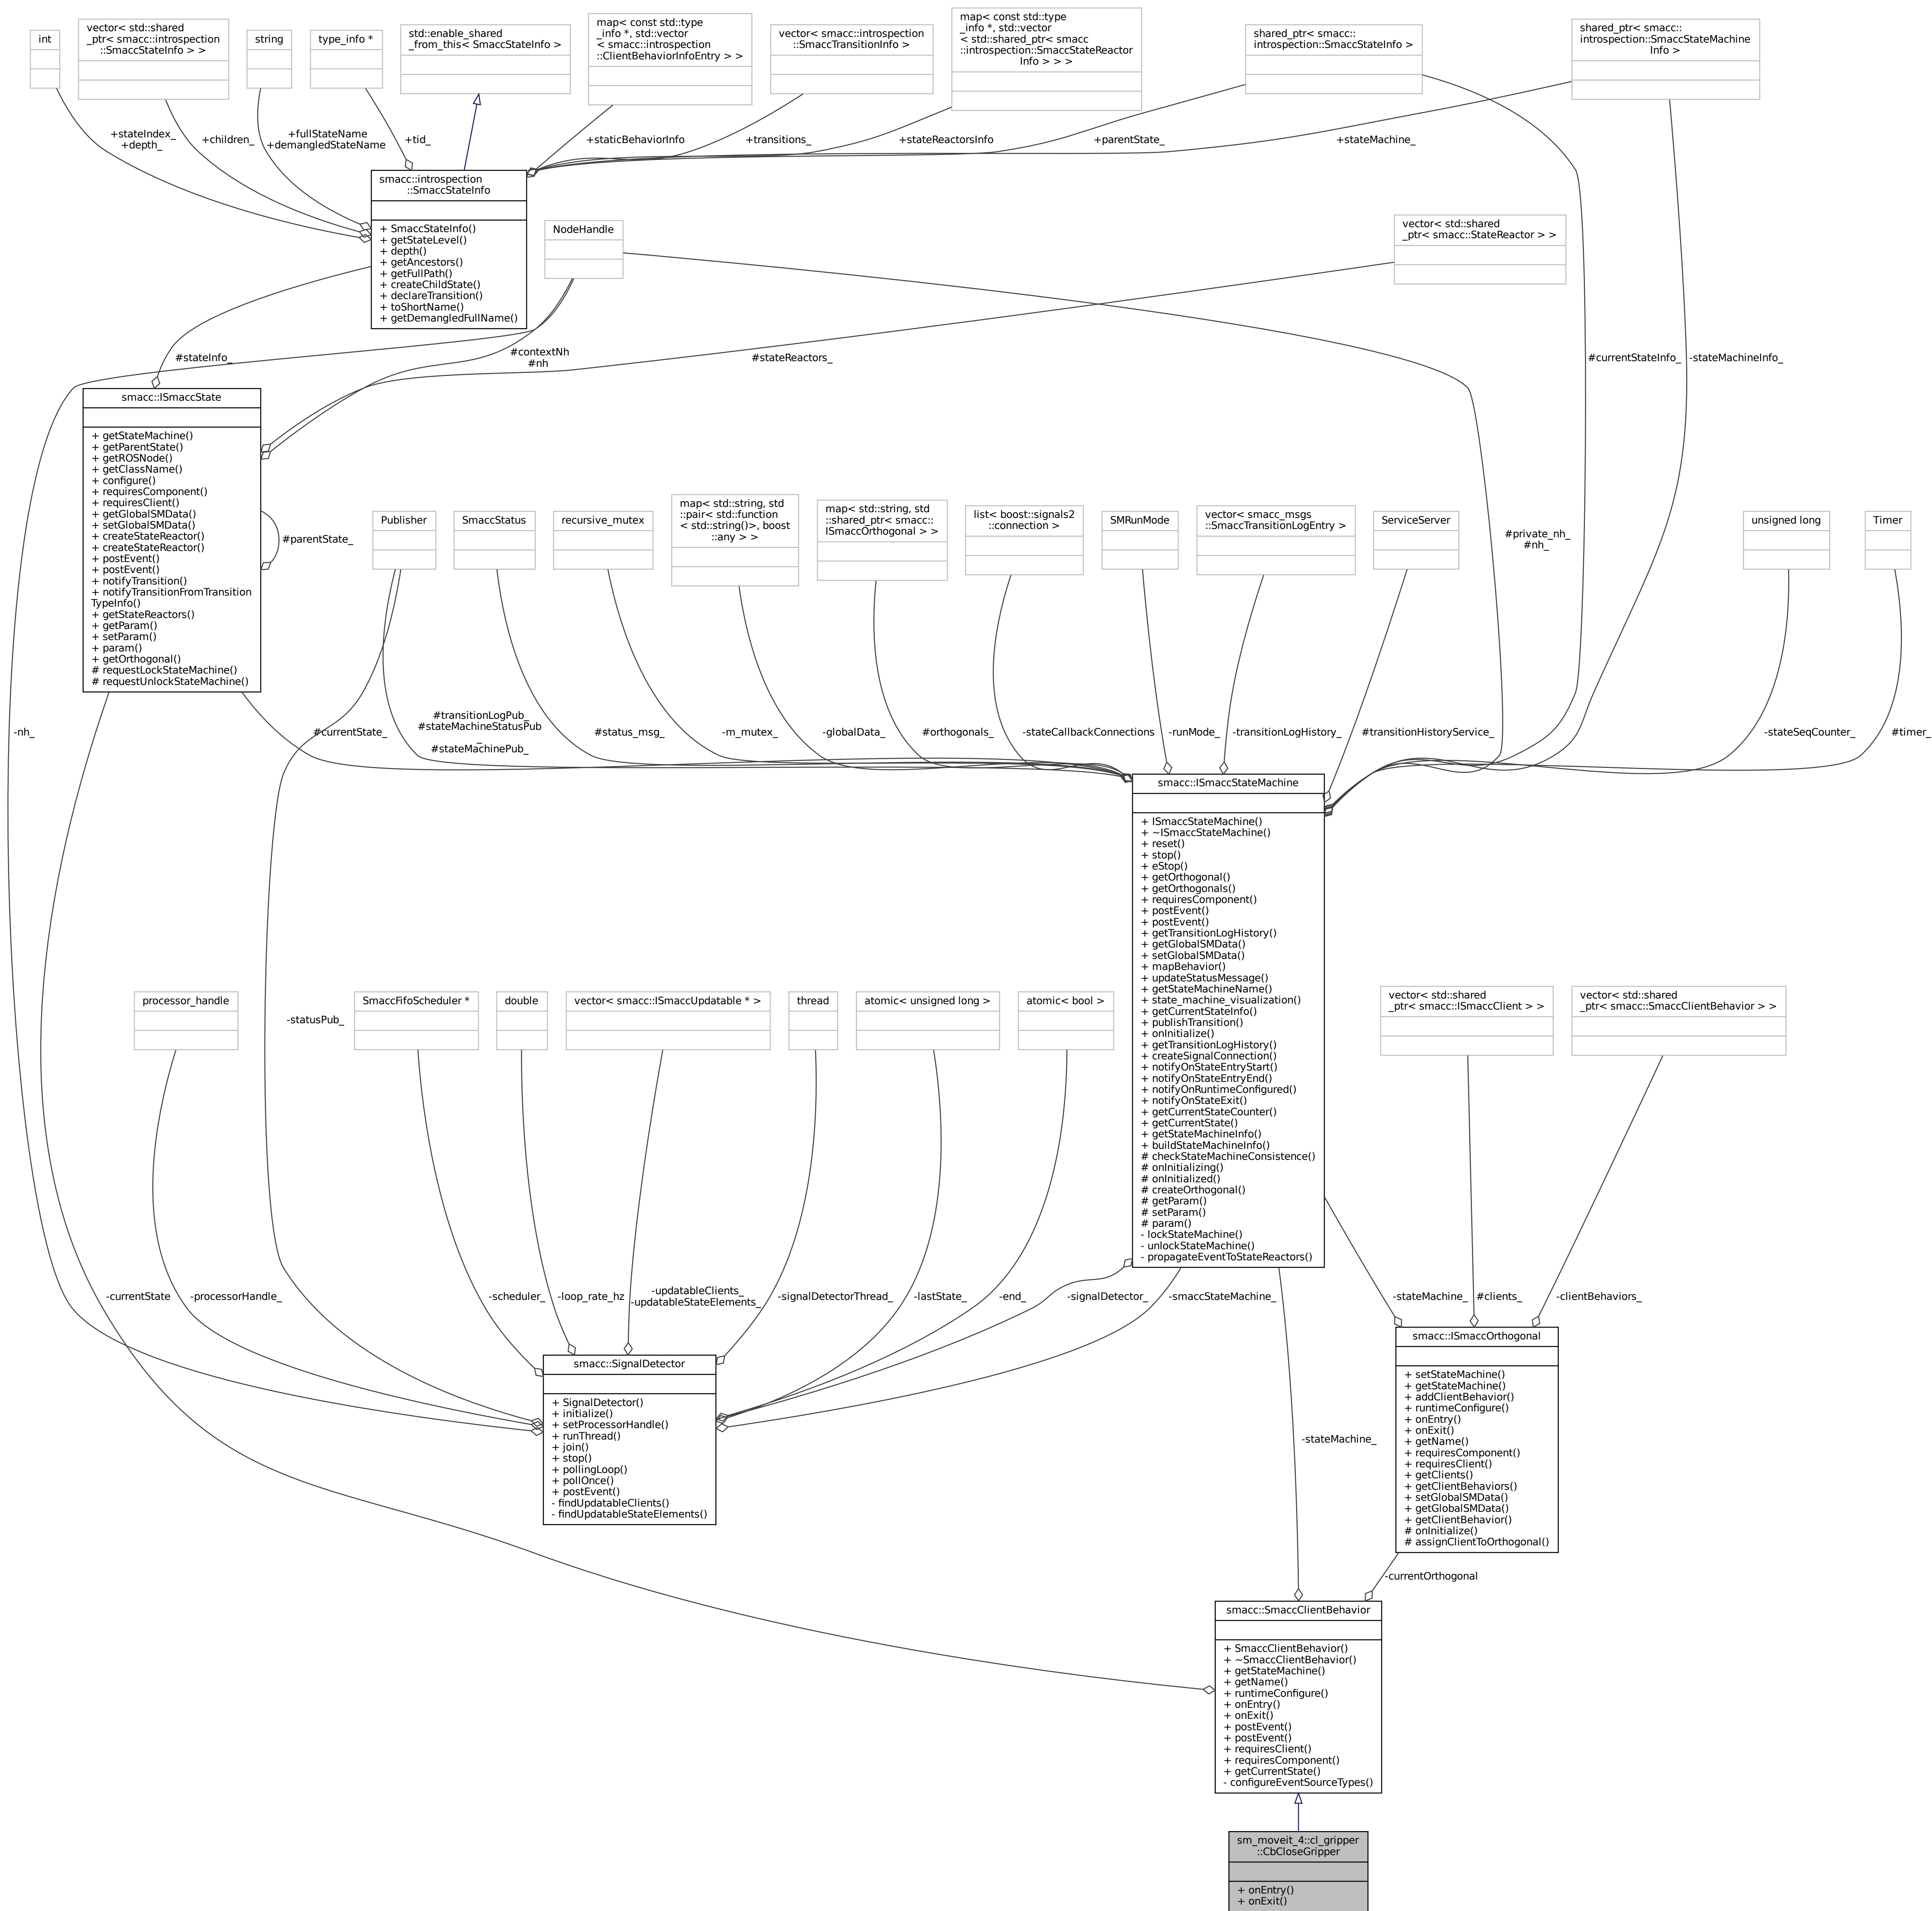 int
vector< std::shared
_ptr< smacc::introspection
::SmaccStateInfo > >
string
type_info *
std::enable_shared
_from_this< SmaccStateInfo >
map< const std::type
_info *, std::vector
< smacc::introspection
::ClientBehaviorInfoEntry > >
vector< smacc::introspection
::SmaccTransitionInfo >
map< const std::type
_info *, std::vector
< std::shared_ptr< smacc
::introspection::SmaccStateReactor
Info > > >
shared_ptr< smacc::
introspection::SmaccStateInfo >
shared_ptr< smacc::
introspection::SmaccStateMachine
Info >
+stateIndex_
+depth_
+children_
+fullStateName
+demangledStateName
+tid_
+staticBehaviorInfo
+transitions_
+stateReactorsInfo
+parentState_
+stateMachine_
smacc::introspection
::SmaccStateInfo
+ SmaccStateInfo()
+ getStateLevel()
+ depth()
+ getAncestors()
+ getFullPath()
+ createChildState()
+ declareTransition()
+ toShortName()
+ getDemangledFullName()
NodeHandle
vector< std::shared
_ptr< smacc::StateReactor > >
#stateInfo_
#contextNh
#nh
#stateReactors_
#currentStateInfo_
-stateMachineInfo_
smacc::ISmaccState
+ getStateMachine()
+ getParentState()
+ getROSNode()
+ getClassName()
+ configure()
+ requiresComponent()
+ requiresClient()
+ getGlobalSMData()
+ setGlobalSMData()
+ createStateReactor()
+ createStateReactor()
+ postEvent()
+ postEvent()
+ notifyTransition()
+ notifyTransitionFromTransition
TypeInfo()
+ getStateReactors()
+ getParam()
+ setParam()
+ param()
+ getOrthogonal()
# requestLockStateMachine()
# requestUnlockStateMachine()
#parentState_
Publisher
SmaccStatus
recursive_mutex
map< std::string, std
::pair< std::function
< std::string()>, boost
::any > >
map< std::string, std
::shared_ptr< smacc::
ISmaccOrthogonal > >
list< boost::signals2
::connection >
SMRunMode
vector< smacc_msgs
::SmaccTransitionLogEntry >
ServiceServer
#private_nh_
#nh_
unsigned long
Timer
-nh_
#currentState_
#transitionLogPub_
#stateMachineStatusPub
_
#stateMachinePub_
#status_msg_
-m_mutex_
-globalData_
#orthogonals_
-stateCallbackConnections
-runMode_
-transitionLogHistory_
#transitionHistoryService_
-stateSeqCounter_
#timer_
smacc::ISmaccStateMachine
+ ISmaccStateMachine()
+ ~ISmaccStateMachine()
+ reset()
+ stop()
+ eStop()
+ getOrthogonal()
+ getOrthogonals()
+ requiresComponent()
+ postEvent()
+ postEvent()
+ getTransitionLogHistory()
+ getGlobalSMData()
+ setGlobalSMData()
+ mapBehavior()
+ updateStatusMessage()
+ getStateMachineName()
+ state_machine_visualization()
+ getCurrentStateInfo()
+ publishTransition()
+ onInitialize()
+ getTransitionLogHistory()
+ createSignalConnection()
+ notifyOnStateEntryStart()
+ notifyOnStateEntryEnd()
+ notifyOnRuntimeConfigured()
+ notifyOnStateExit()
+ getCurrentStateCounter()
+ getCurrentState()
+ getStateMachineInfo()
+ buildStateMachineInfo()
# checkStateMachineConsistence()
# onInitializing()
# onInitialized()
# createOrthogonal()
# getParam()
# setParam()
# param()
- lockStateMachine()
- unlockStateMachine()
- propagateEventToStateReactors()
processor_handle
-statusPub_
SmaccFifoScheduler *
double
vector< smacc::ISmaccUpdatable * >
thread
atomic< unsigned long >
atomic< bool >
vector< std::shared
_ptr< smacc::ISmaccClient > >
vector< std::shared
_ptr< smacc::SmaccClientBehavior > >
-currentState
-processorHandle_
-scheduler_
-loop_rate_hz
-updatableClients_
-updatableStateElements_
-signalDetectorThread_
-lastState_
-end_
-signalDetector_
-smaccStateMachine_
-stateMachine_
#clients_
-clientBehaviors_
smacc::SignalDetector
+ SignalDetector()
+ initialize()
+ setProcessorHandle()
+ runThread()
+ join()
+ stop()
+ pollingLoop()
+ pollOnce()
+ postEvent()
- findUpdatableClients()
- findUpdatableStateElements()
smacc::ISmaccOrthogonal
+ setStateMachine()
+ getStateMachine()
+ addClientBehavior()
+ runtimeConfigure()
+ onEntry()
+ onExit()
+ getName()
+ requiresComponent()
+ requiresClient()
+ getClients()
+ getClientBehaviors()
+ setGlobalSMData()
+ getGlobalSMData()
+ getClientBehavior()
# onInitialize()
# assignClientToOrthogonal()
-stateMachine_
-currentOrthogonal
smacc::SmaccClientBehavior
+ SmaccClientBehavior()
+ ~SmaccClientBehavior()
+ getStateMachine()
+ getName()
+ runtimeConfigure()
+ onEntry()
+ onExit()
+ postEvent()
+ postEvent()
+ requiresClient()
+ requiresComponent()
+ getCurrentState()
- configureEventSourceTypes()
sm_moveit_4::cl_gripper
::CbCloseGripper
+ onEntry()
+ onExit()